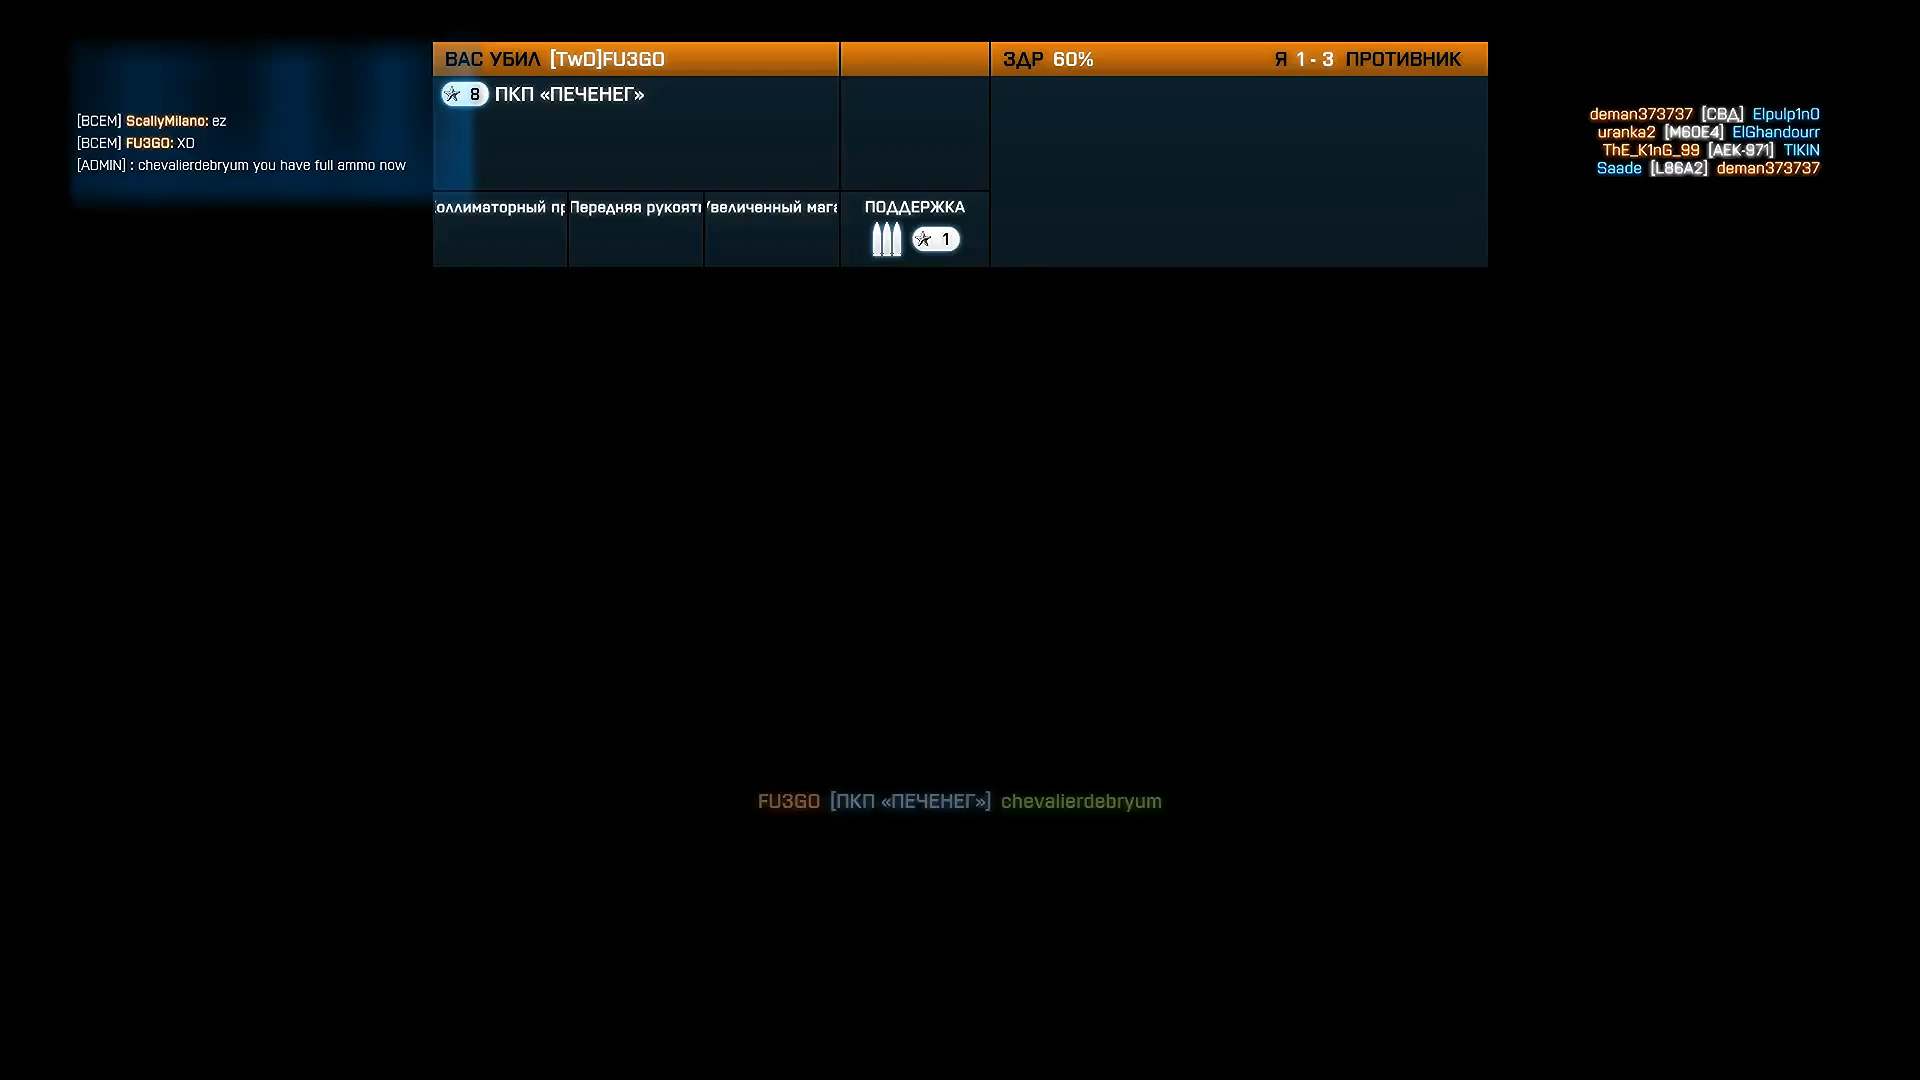 ВАС УБИЛ [TwD]FU3GO
ЗДР 60%
Я 1 - 3 ПРОТИВНИК
8 ПКП «ПЕЧЕНЕГ»
[ВСЕМ] ScallyMilano: ez
[ВСЕМ] FU3GO: XD
[ADMIN] : chevalierdebryum you have full ammo now
deman373737 [СВД] Elpulp1n0
uranka2 [M60E4] ElGhandourr
ThE_K1nG_99 [AEK-971] TIKIN
Saade [L86A2] deman373737
оллиматорный пр
Передняя рукоят
величенный мага
ПОДДЕРЖКА
1
FU3GO [ПКП «ПЕЧЕНЕГ»] chevalierdebryum